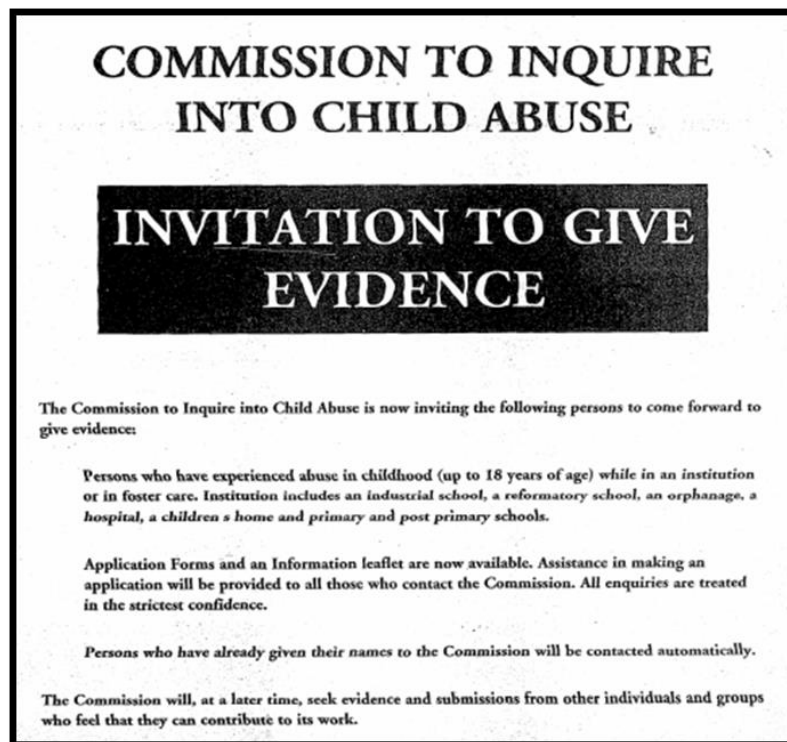 COMMISSION TO INQUIRE
INTO CHILD ABUSE
INVITATION TO GIVE
EVIDENCE
The Commission to Inquire into Child Abuse is now inviting the following persons to come forward to
give evidence:
Persons who have experienced abuse in childhood (up to 18 years of age) while in an institution
or in foster care. Institution includes an industrial school, a reformatory school, an orphanage, a
hospital, a children s home and primary and post primary schools.
Application Forms and an Information leaflet are now available. Assistance in making an
application will be provided to all those who contact the Commission. All enquiries are treated
in the strictest confidence.
Persons who have already given their names to the Commission will be contacted automatically.
The Commission will, at a later time, seek evidence and submissions from other individuals and groups
who feel that they can contribute to its work.